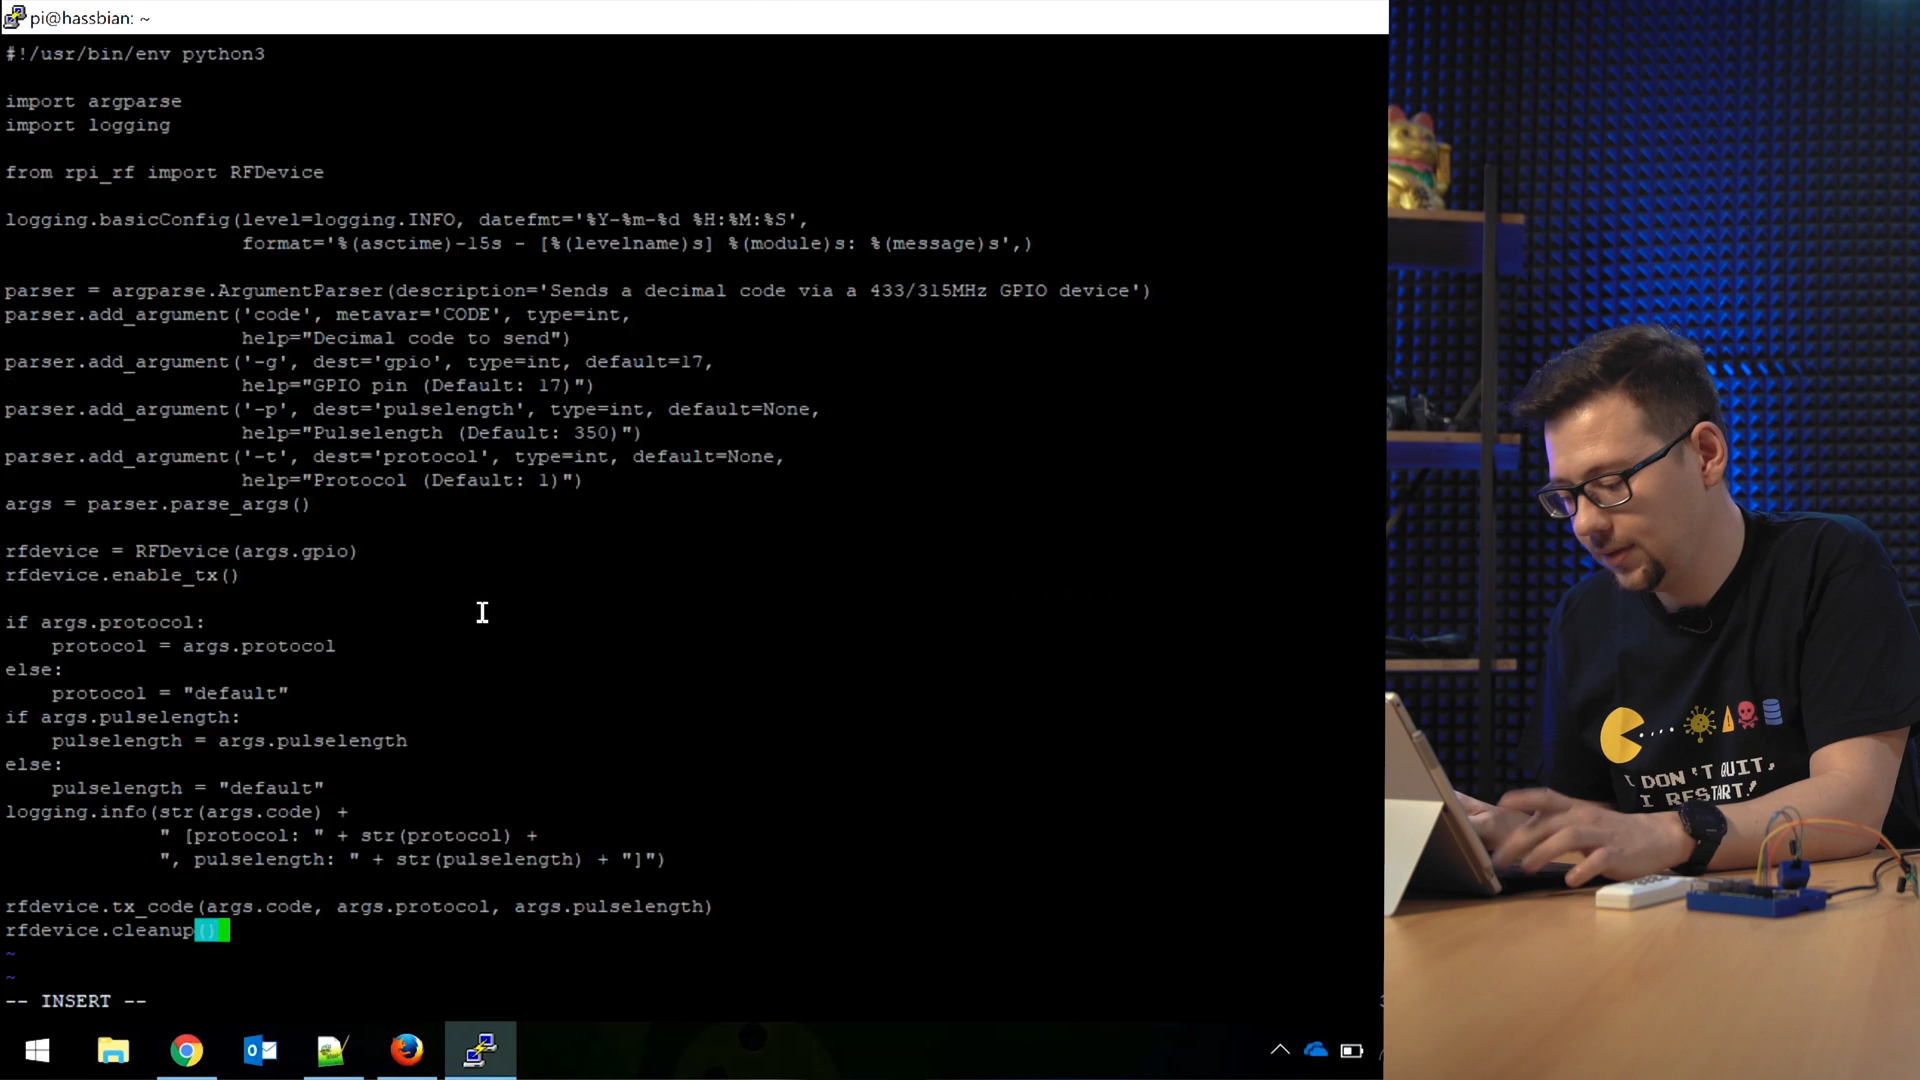 pi@hassbian: ~
#!/usr/bin/env python3
import argparse
import logging
from rpi_rf import RFDevice
logging.basicConfig(level=logging.INFO, datefmt='%Y-%m-%d %H:%M:%S',
                    format='%(asctime)-15s - [%(levelname)s] %(module)s: %(message)s',)
parser = argparse.ArgumentParser(description='Sends a decimal code via a 433/315MHz GPIO device')
parser.add_argument('code', metavar='CODE', type=int,
                    help="Decimal code to send")
parser.add_argument('-g', dest='gpio', type=int, default=17,
                    help="GPIO pin (Default: 17)")
parser.add_argument('-p', dest='pulselength', type=int, default=None,
                    help="Pulselength (Default: 350)")
parser.add_argument('-t', dest='protocol', type=int, default=None,
                    help="Protocol (Default: 1)")
args = parser.parse_args()
rfdevice = RFDevice(args.gpio)
rfdevice.enable_tx()
if args.protocol:
    protocol = args.protocol
else:
    protocol = "default"
if args.pulselength:
    pulselength = args.pulselength
else:
    pulselength = "default"
logging.info(str(args.code) +
             " [protocol: " + str(protocol) +
             ", pulselength: " + str(pulselength) + "]")
rfdevice.tx_code(args.code, args.protocol, args.pulselength)
rfdevice.cleanup()
~
~
-- INSERT --
I DON'T QUIT,
I RESTART!